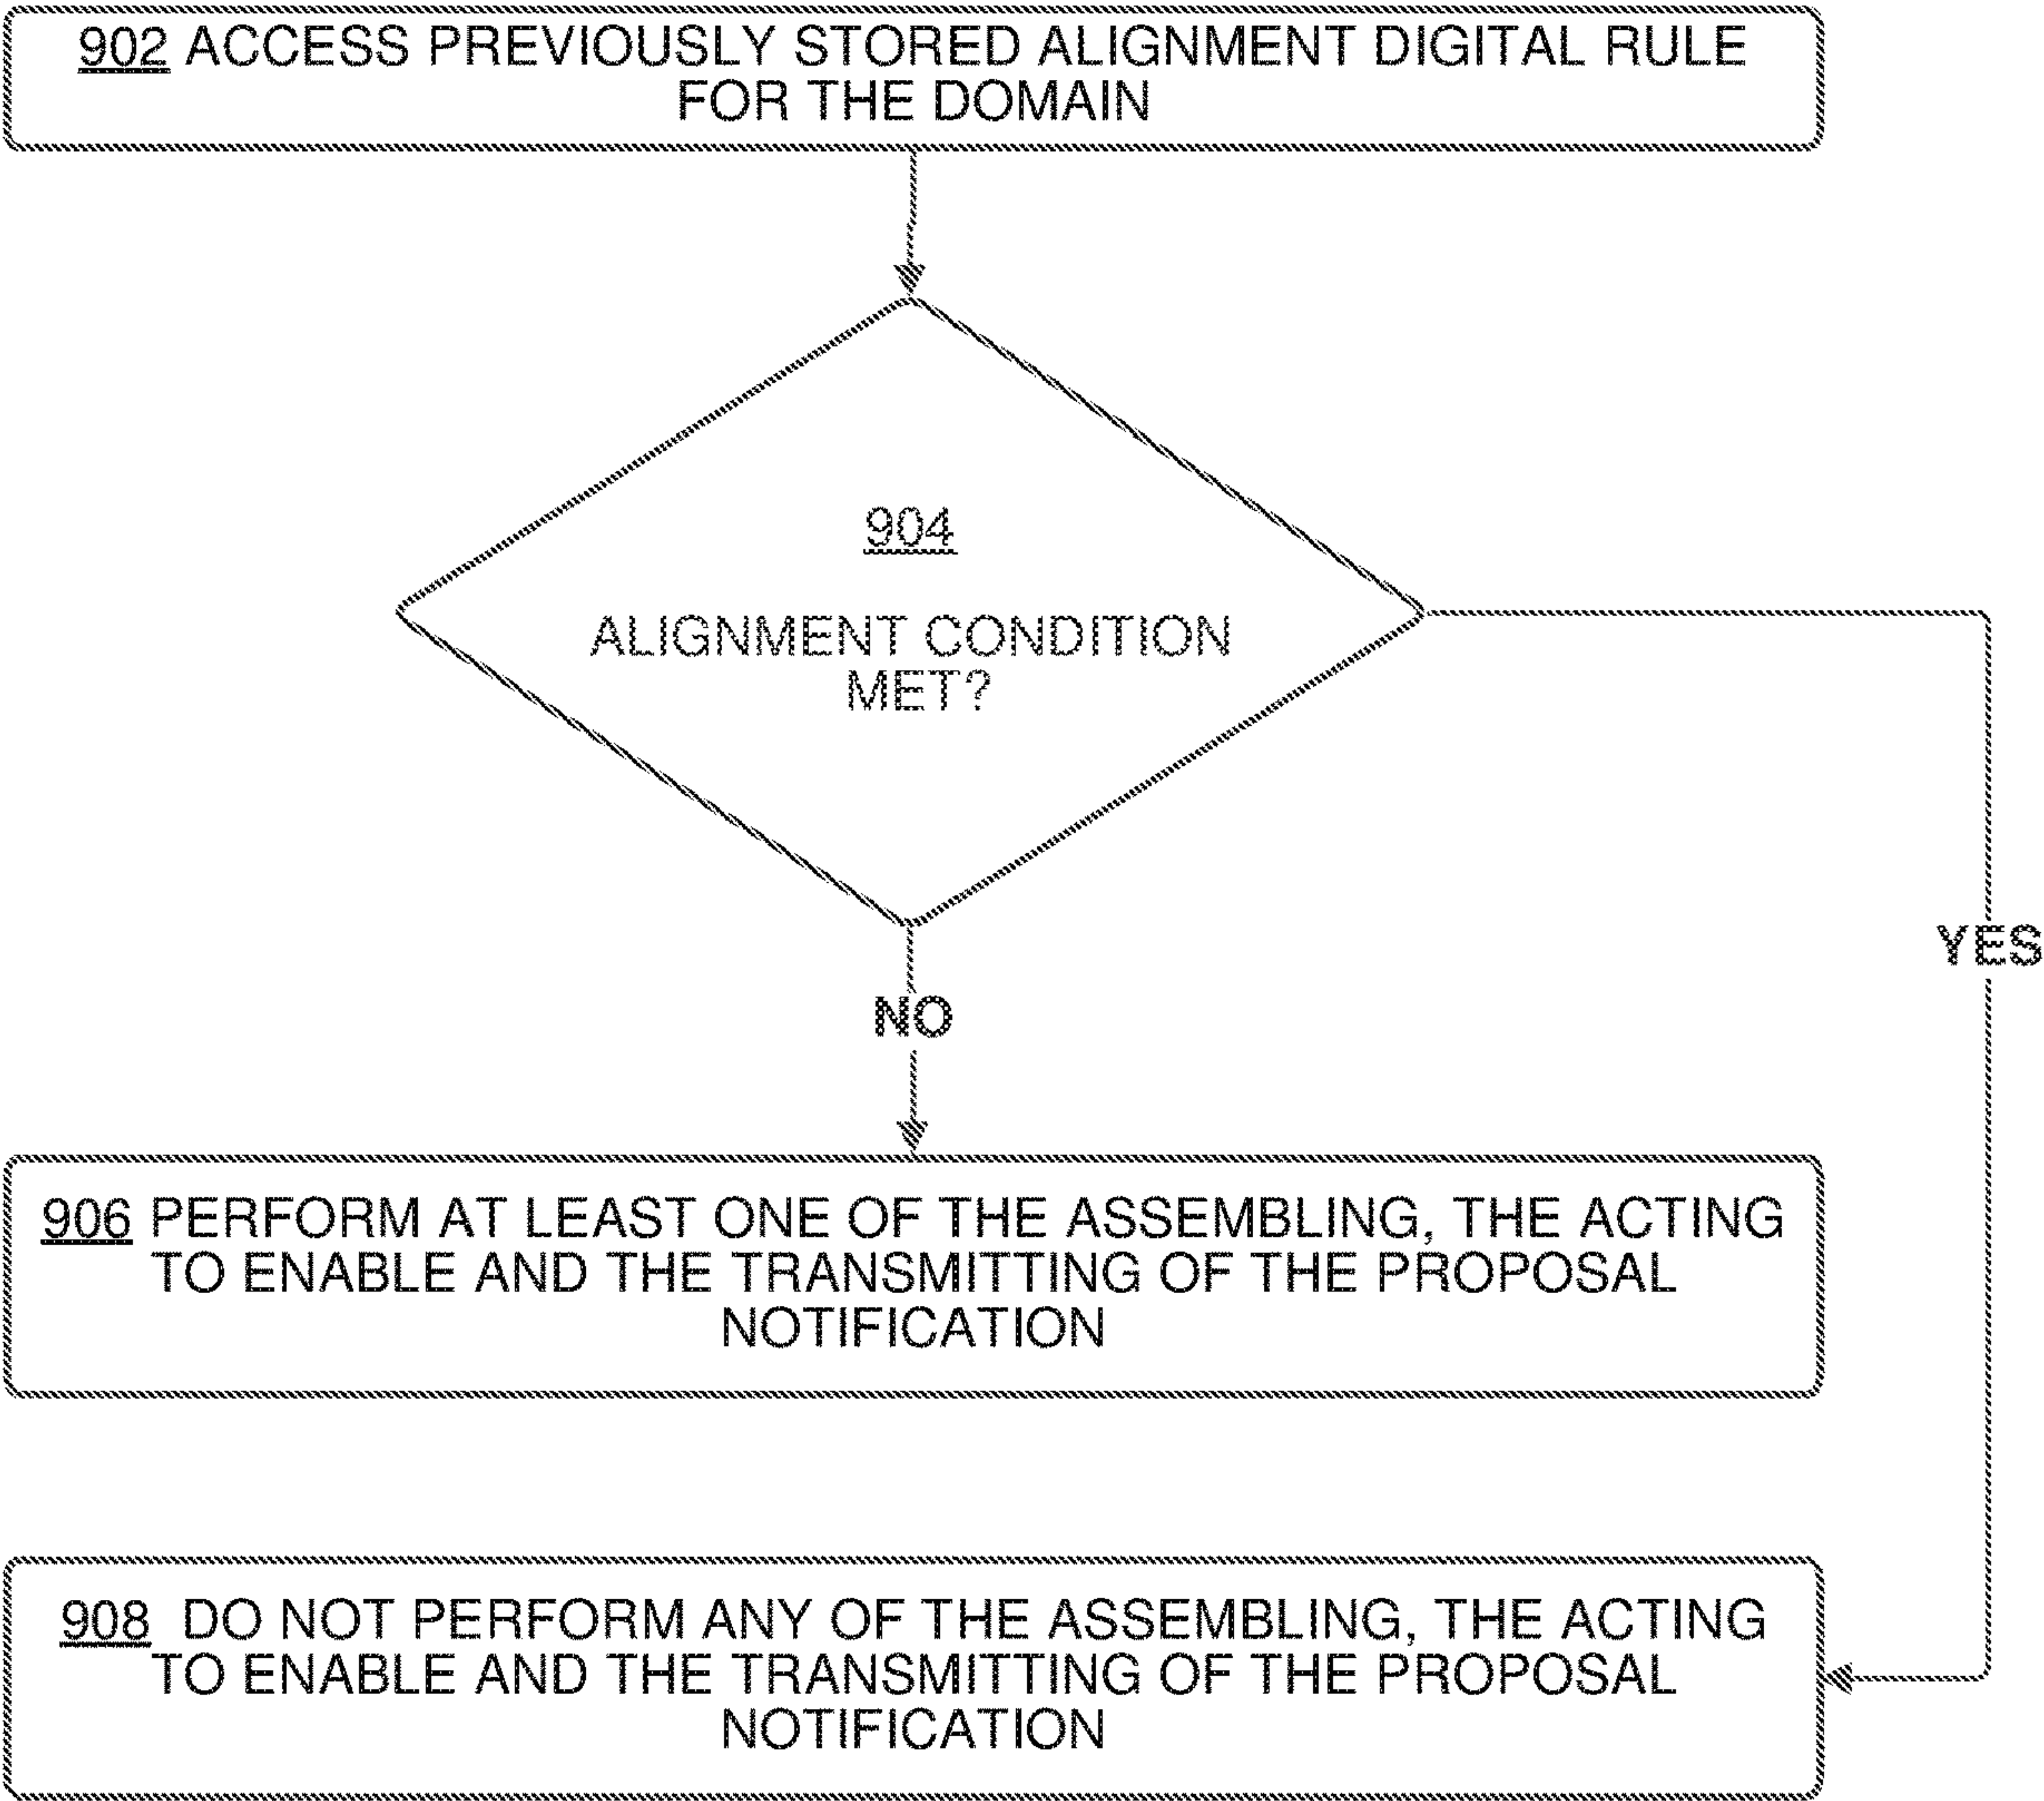 902 ACCESS PREVIOUSLY STORED ALIGNMENT DIGITAL RULE
FOR THE DOMAIN
904
ALIGNMENT CONDITION
MET?
YES
NO
906 PERFORM AT LEAST ONE OF THE ASSEMBLING, THE ACTING
TO ENABLE AND THE TRANSMITTING OF THE PROPOSAL
NOTIFICATION
908 DO NOT PERFORM ANY OF THE ASSEMBLING, THE ACTING
TO ENABLE AND THE TRANSMITTING OF THE PROPOSAL
NOTIFICATION